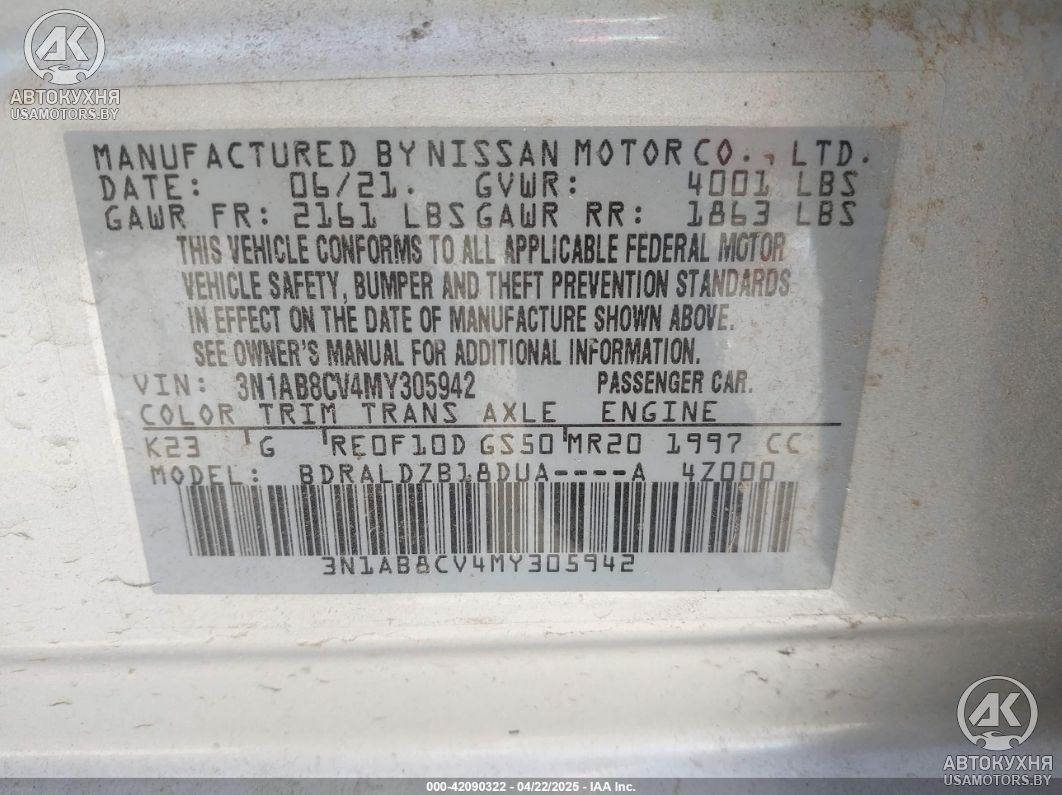 AK
АВТОКУХНЯ
USAMOTORS.BY
MANUFACTURED BY NISSAN MOTOR CO., LTD.
DATE: 06/21. GVWR: 4001 LBS
GAWR FR: 2161 LBS GAWR RR: 1863 LBS
THIS VEHICLE CONFORMS TO ALL APPLICABLE FEDERAL MOTOR
VEHICLE SAFETY, BUMPER AND THEFT PREVENTION STANDARDS
IN EFFECT ON THE DATE OF MANUFACTURE SHOWN ABOVE.
SEE OWNER'S MANUAL FOR ADDITIONAL INFORMATION.
VIN: 3N1AB8CV4MY305942 PASSENGER CAR.
COLOR TRIM TRANS AXLE ENGINE
K23 G RE0F10D GS50 MR20 1997 CC
MODEL: BDRALDZB18DUA----A 4Z000
3N1AB8CV4MY305942
AK
АВТОКУХНЯ
USAMOTORS.BY
000-42090322 - 04/22/2025 - IAA Inc.